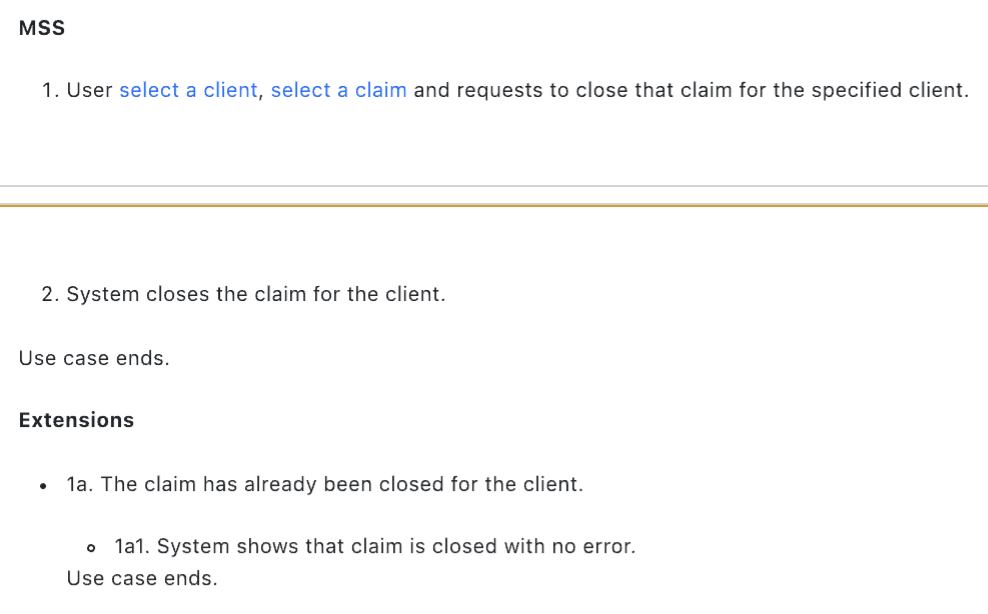 MSS
1. User select a client, select a claim and requests to close that claim for the specified client.
2. System closes the claim for the client.
Use case ends.
Extensions
• 1a. The claim has already been closed for the client.
◦ 1a1. System shows that claim is closed with no error.
Use case ends.